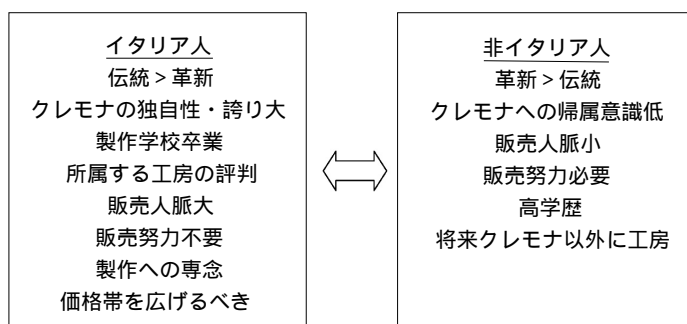 イタリア人
伝統 > 革新
クレモナの独自性・誇り大
製作学校卒業
所属する工房の評判
販売人脈大
販売努力不要
製作への専念
価格帯を広げるべき
非イタリア人
革新 > 伝統
クレモナへの帰属意識低
販売人脈小
販売努力必要
高学歴
将来クレモナ以外に工房